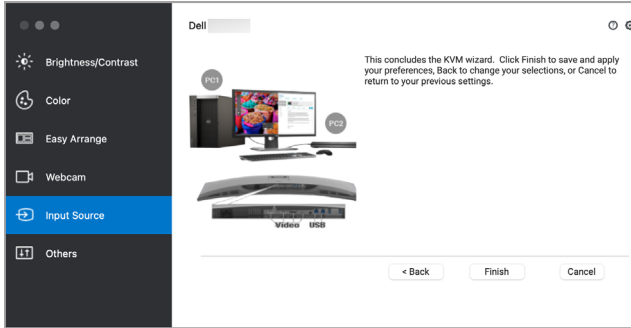 Dell
Brightness/Contrast
Color
Easy Arrange
Webcam
Input Source
Others
PC1
PC2
Video USB
This concludes the KVM wizard. Click Finish to save and apply
your preferences, Back to change your selections, or Cancel to
return to your previous settings.
< Back Finish Cancel